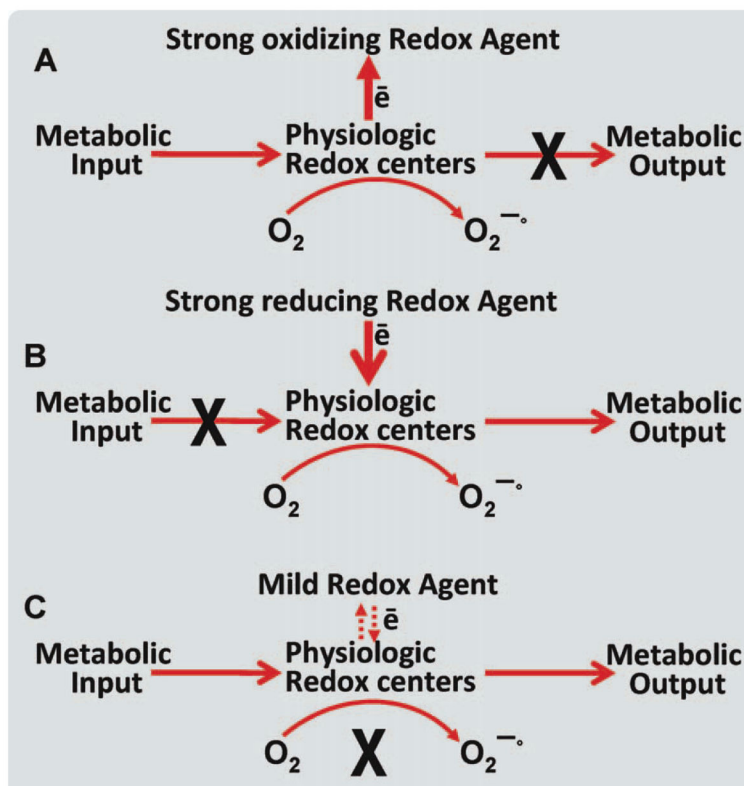 A
Strong oxidizing Redox Agent
ē
Metabolic Input
Physiologic Redox centers
X
Metabolic Output
O₂
O₂⁻°
B
Strong reducing Redox Agent
ē
Metabolic Input
X
Physiologic Redox centers
Metabolic Output
O₂
O₂⁻°
C
Mild Redox Agent
ē
Metabolic Input
Physiologic Redox centers
Metabolic Output
O₂
X
O₂⁻°